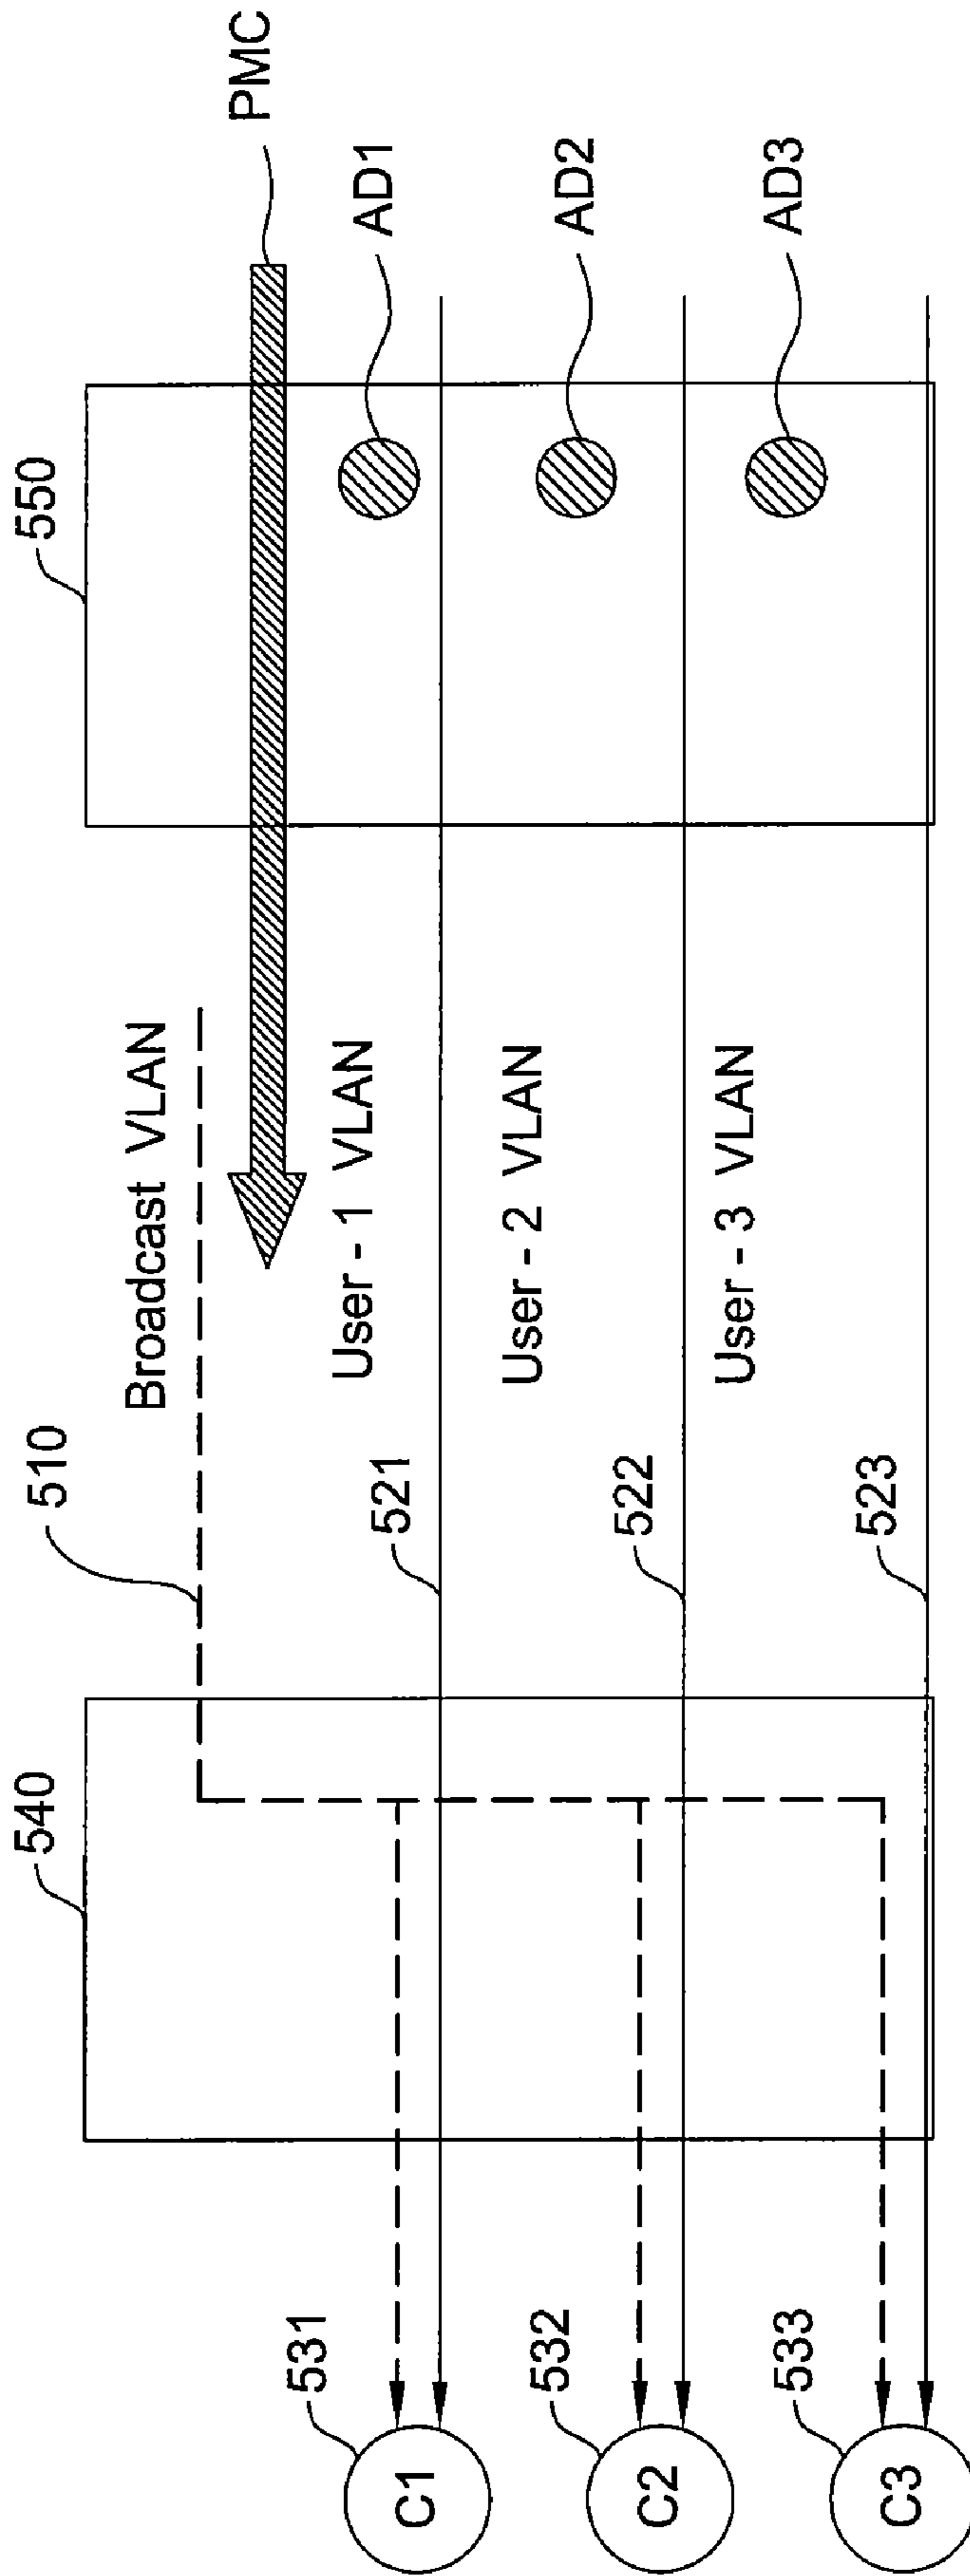 550
PMC
AD1
AD2
AD3
Broadcast VLAN
User - 1 VLAN
User - 2 VLAN
User - 3 VLAN
510
521
522
523
540
531
C1
532
C2
533
C3